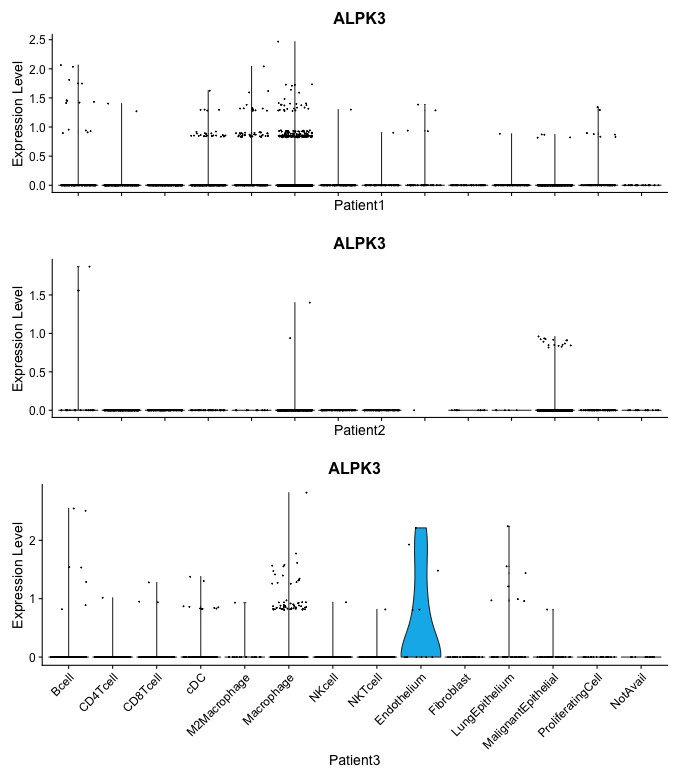 ALPK3
Expression Level
2.5
2.0
1.5
1.0
0.5
0.0
Patient1
ALPK3
Expression Level
1.5
1.0
0.5
0.0
Patient2
ALPK3
Expression Level
2
1
0
Bcell
CD4Tcell
CD8Tcell
cDC
M2Macrophage
Macrophage
NKcell
NKTcell
Endothelium
Fibroblast
LungEpithelium
MalignantEpithelial
ProliferatingCell
NotAvail
Patient3